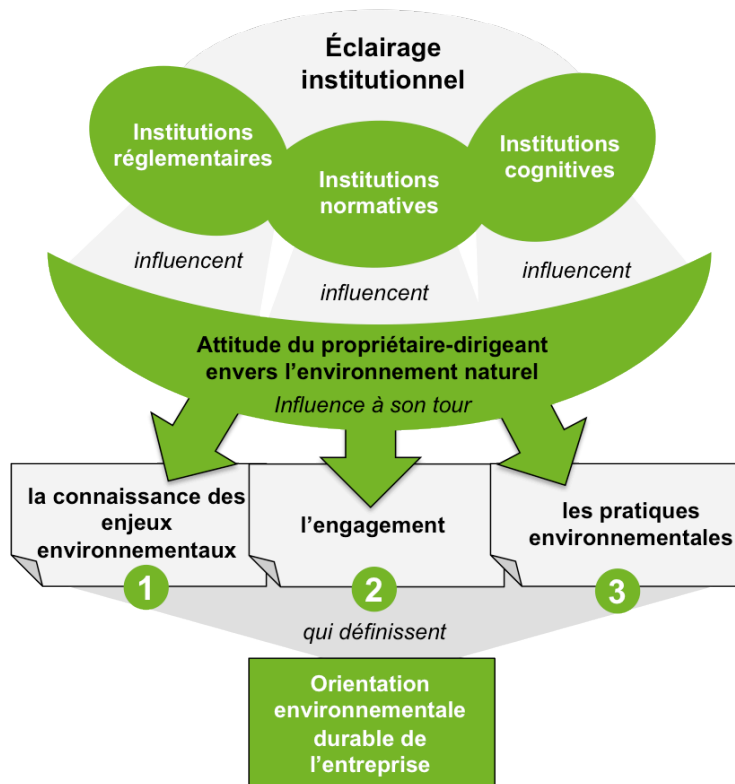 Éclairage
institutionnel
Institutions
réglementaires
Institutions
normatives
Institutions
cognitives
influencent
influencent
influencent
Attitude du propriétaire-dirigeant
envers l’environnement naturel
Influence à son tour
la connaissance des
enjeux
environnementaux
l’engagement
les pratiques
environnementales
1
2
3
qui définissent
Orientation
environnementale
durable de
l’entreprise